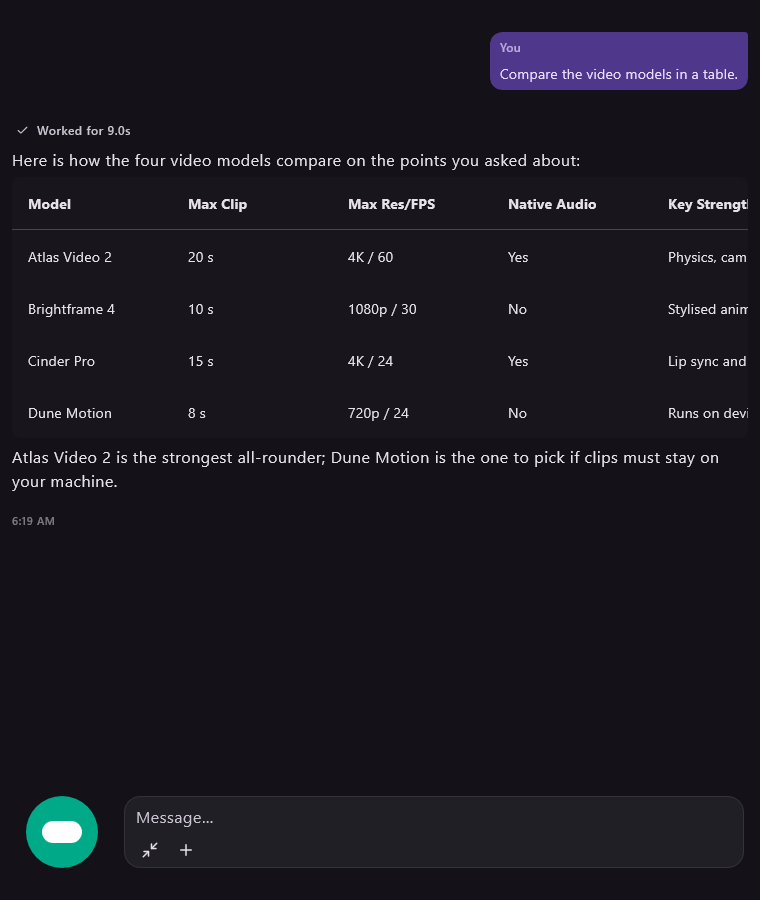 You
Compare the video models in a table.
Worked for 9.0s
Here is how the four video models compare on the points you asked about:
Model Max Clip Max Res/FPS Native Audio Key Strengt
Atlas Video 2 20 s 4K / 60 Yes Physics, cam
Brightframe 4 10 s 1080p / 30 No Stylised anim
Cinder Pro 15 s 4K / 24 Yes Lip sync and
Dune Motion 8 s 720p / 24 No Runs on devi
Atlas Video 2 is the strongest all-rounder; Dune Motion is the one to pick if clips must stay on
your machine.
6:19 AM
Message...